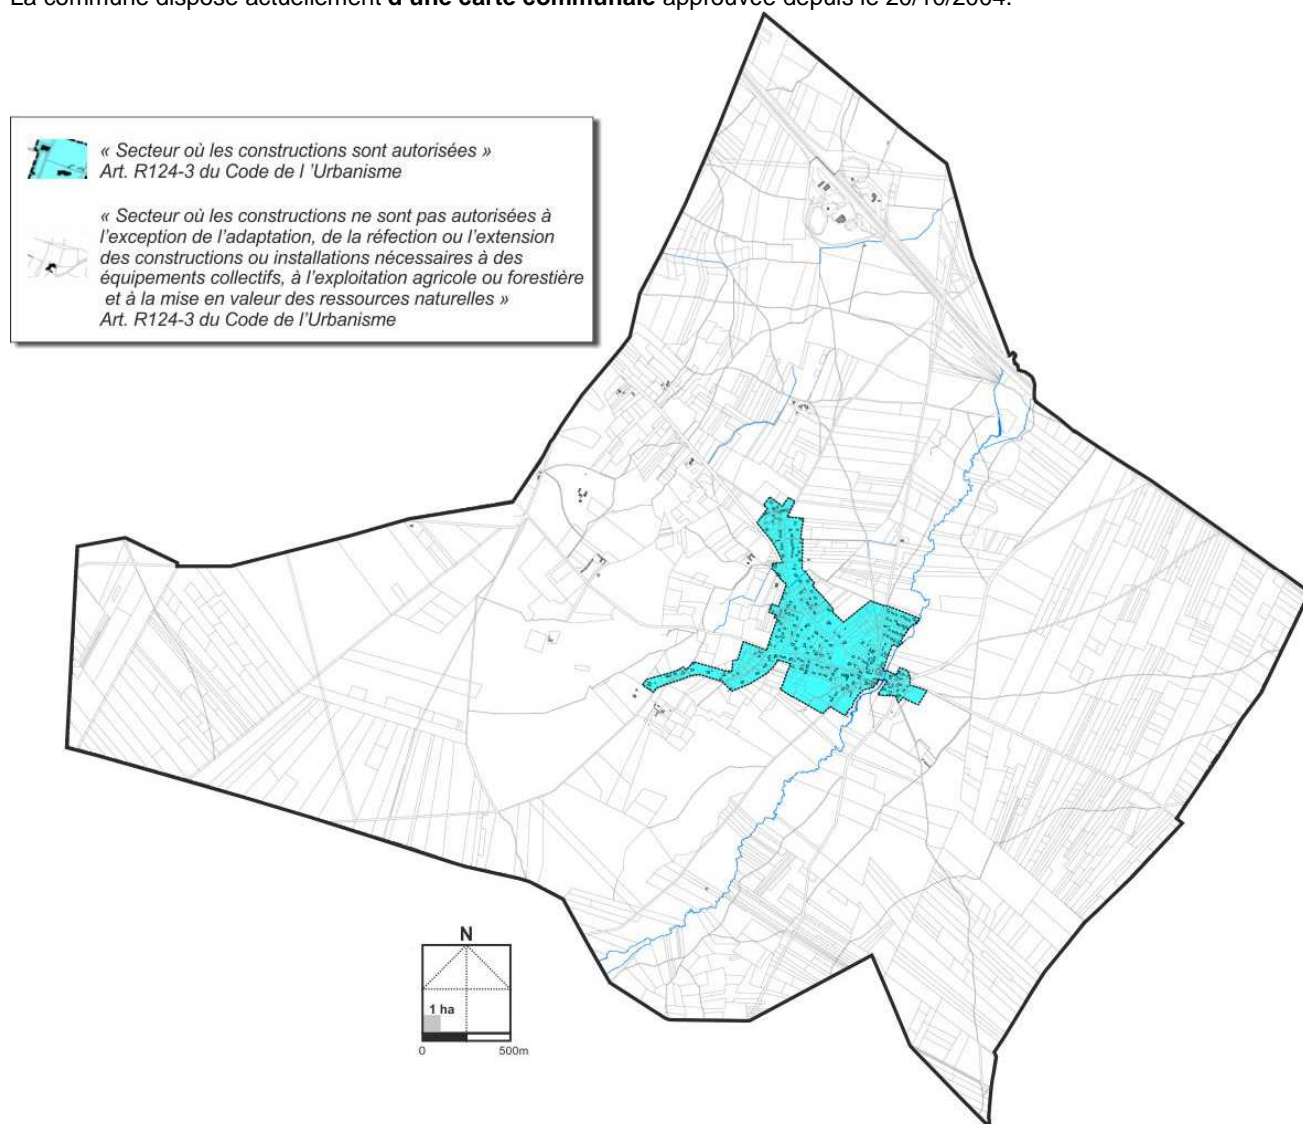 La commune dispose actuellement d'une carte communale approuvée depuis le 26/10/2004.
« Secteur où les constructions sont autorisées »
Art. R124-3 du Code de l 'Urbanisme
« Secteur où les constructions ne sont pas autorisées à
l'exception de l'adaptation, de la réfection ou l'extension
des constructions ou installations nécessaires à des
équipements collectifs, à l'exploitation agricole ou forestière
et à la mise en valeur des ressources naturelles »
Art. R124-3 du Code de l'Urbanisme
N
1 ha
0 500m